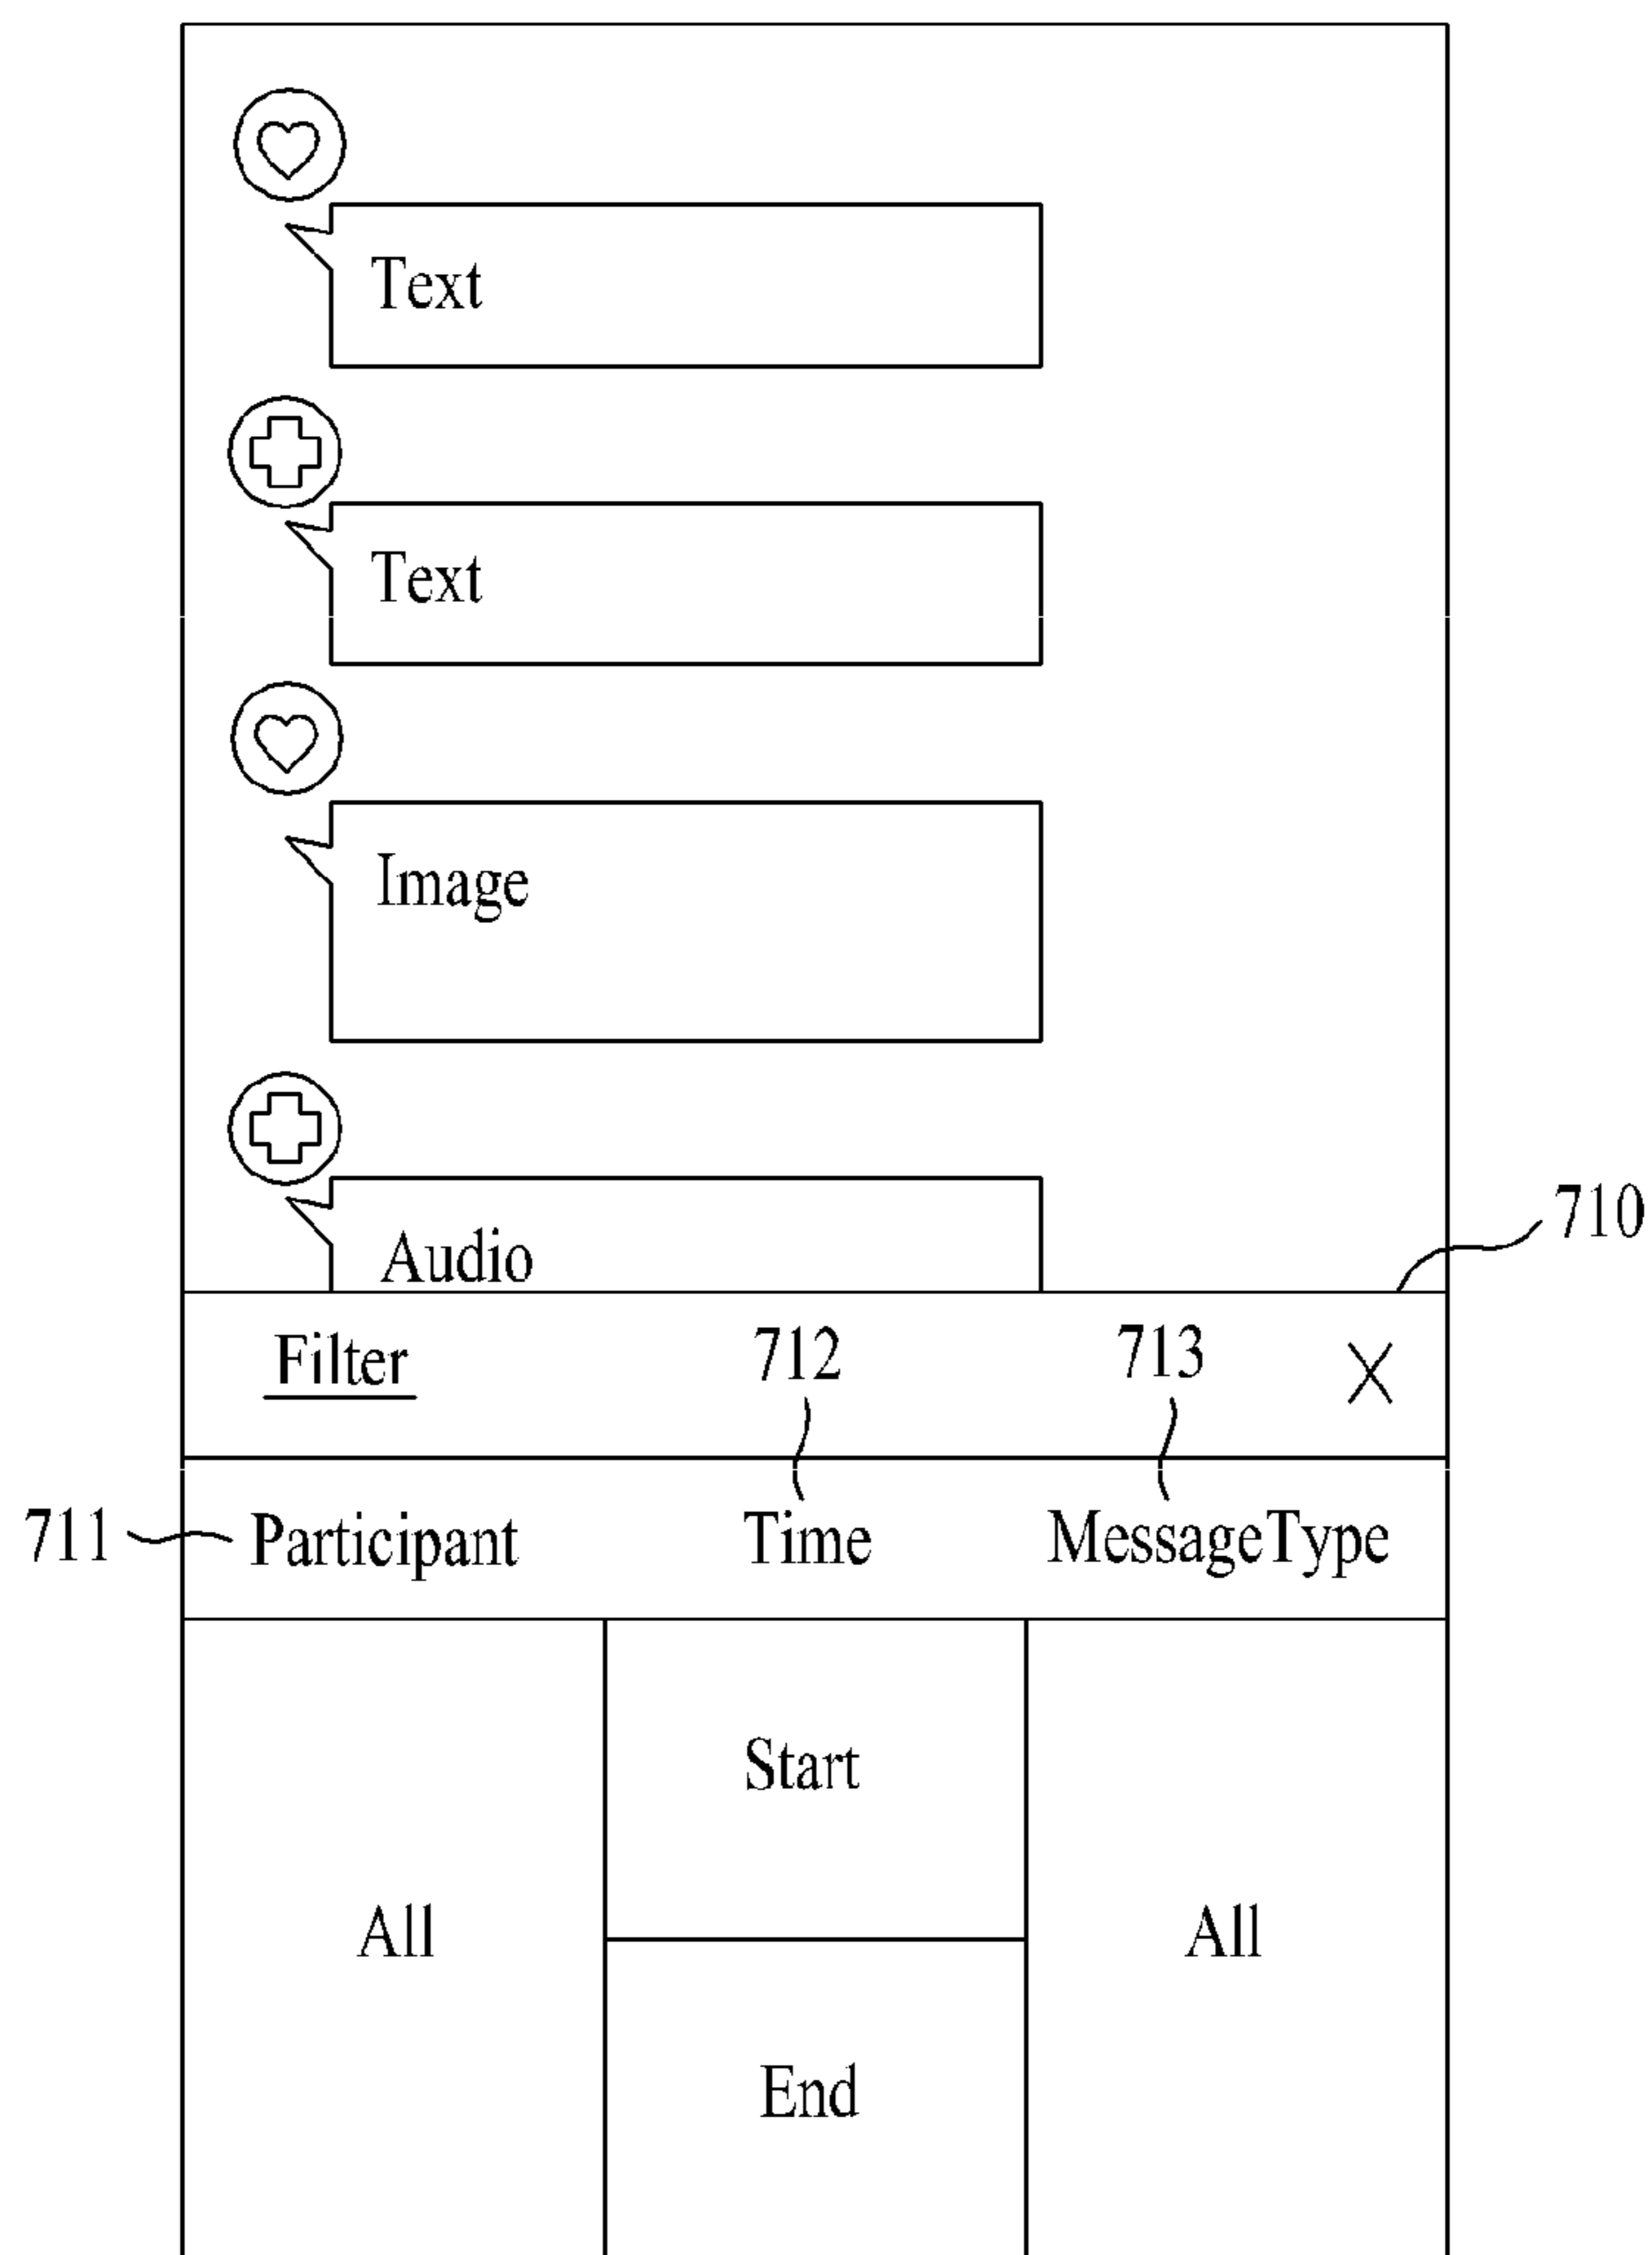 Text
Text
Image
Audio
710
Filter
712
713
X
711
Participant
Time
MessageType
All
Start
End
All